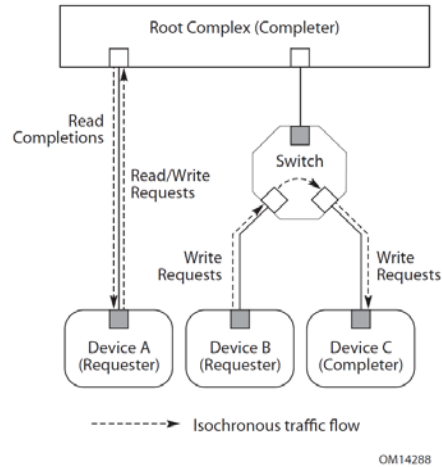 Root Complex (Completer)
Read
Completions
Read/Write
Requests
Switch
Write
Requests
Write
Requests
Device A
(Requester)
Device B
(Requester)
Device C
(Completer)
Isochronous traffic flow
OM14288